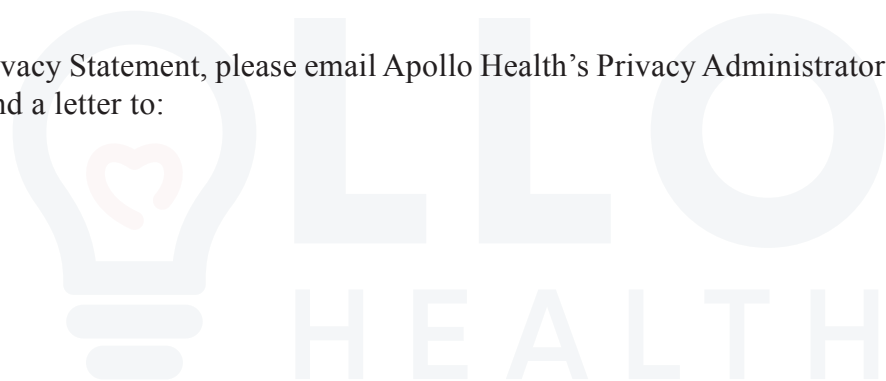 vacy Statement, please email Apollo Health’s Privacy Administrator
nd a letter to:
LLO
HEALTH